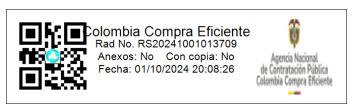 Colombia Compra Eficiente
Rad No. RS20241001013709
Anexos: No Con copia: No
Fecha: 01/10/2024 20:08:26
Agencia Nacional
de Contratación Pública
Colombia Compra Eficiente